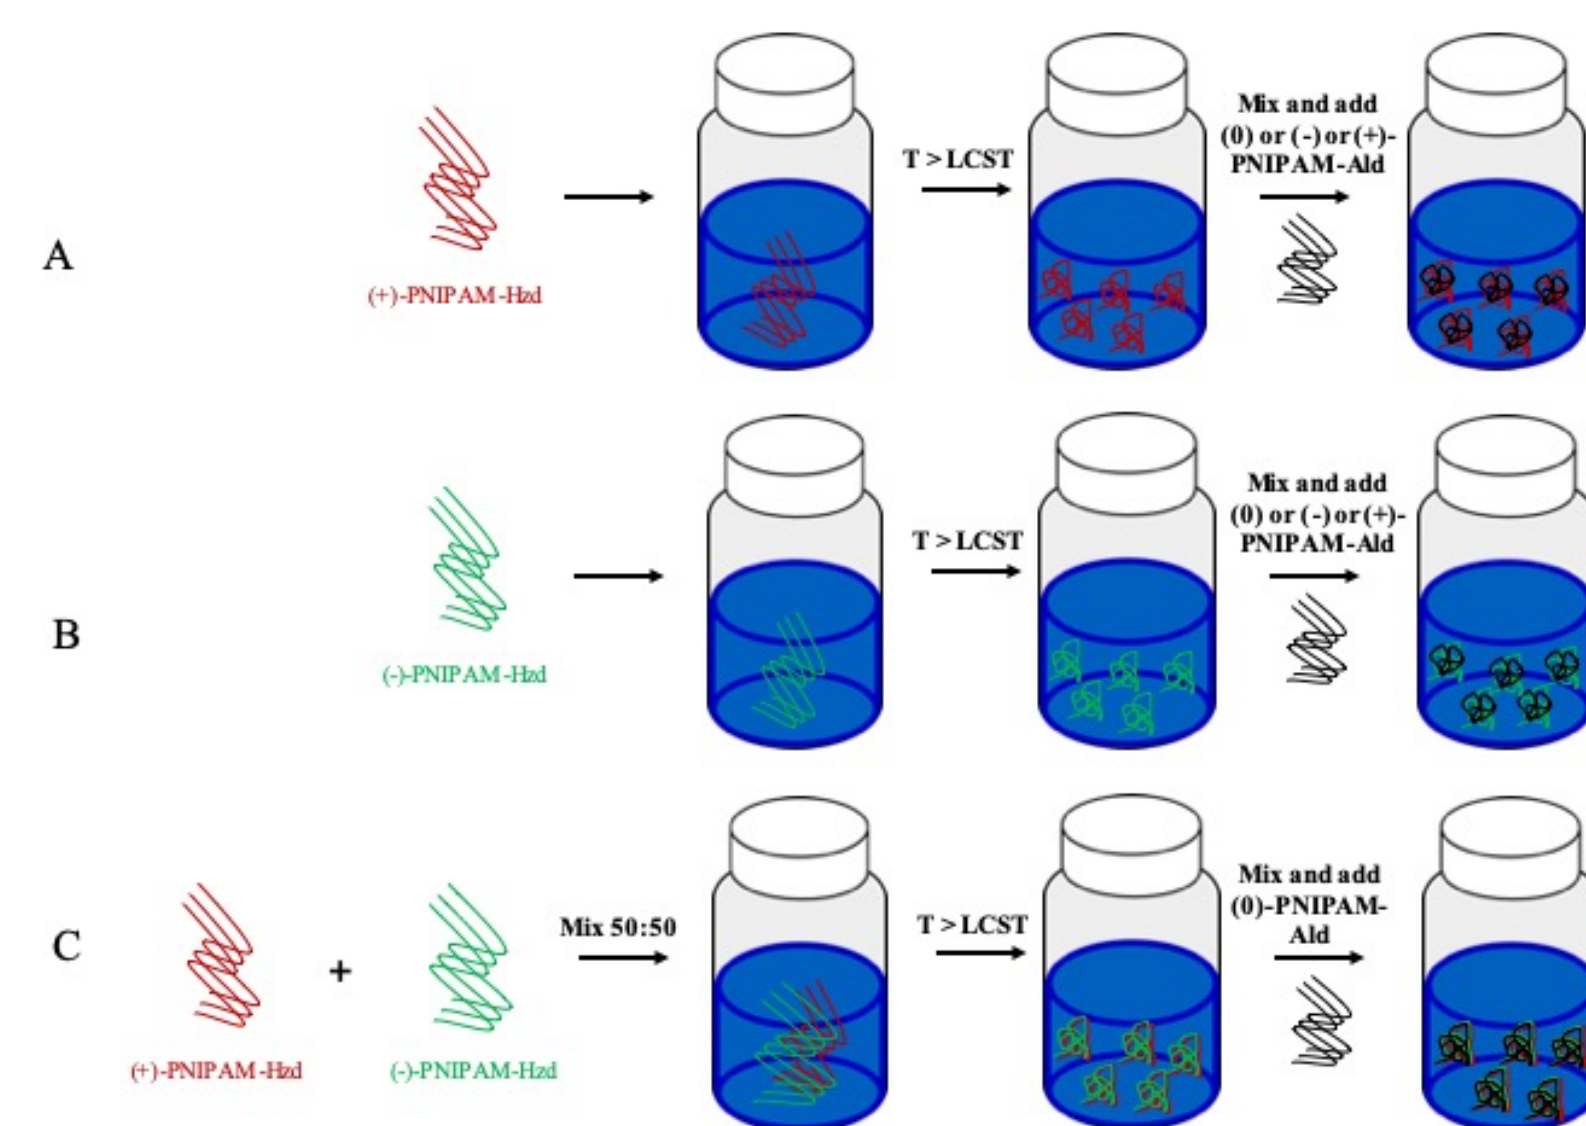 A
(+)-PNIPAM-Hzd
T > LCST
Mix and add
(0) or (-) or (+)-
PNIPAM-Ald
B
(-)-PNIPAM-Hzd
T > LCST
Mix and add
(0) or (-) or (+)-
PNIPAM-Ald
C
(+)-PNIPAM-Hzd
+
(-)-PNIPAM-Hzd
Mix 50:50
T > LCST
Mix and add
(0)-PNIPAM-
Ald